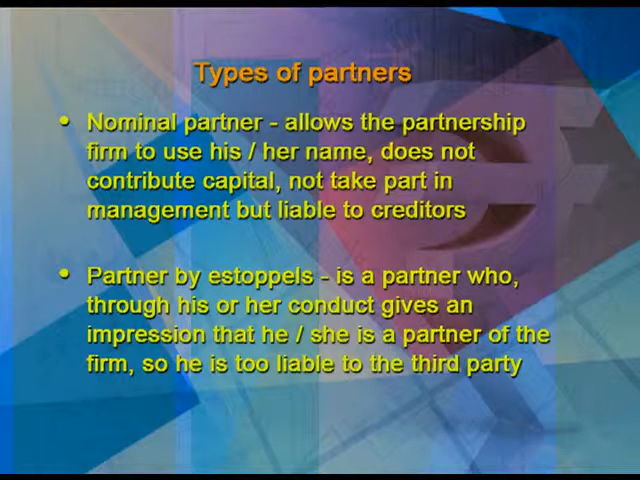 Types of partners
• Nominal partner - allows the partnership
firm to use his / her name, does not
contribute capital, not take part in
management but liable to creditors
• Partner by estoppels - is a partner who,
through his or her conduct gives an
impression that he / she is a partner of the
firm, so he is too liable to the third party